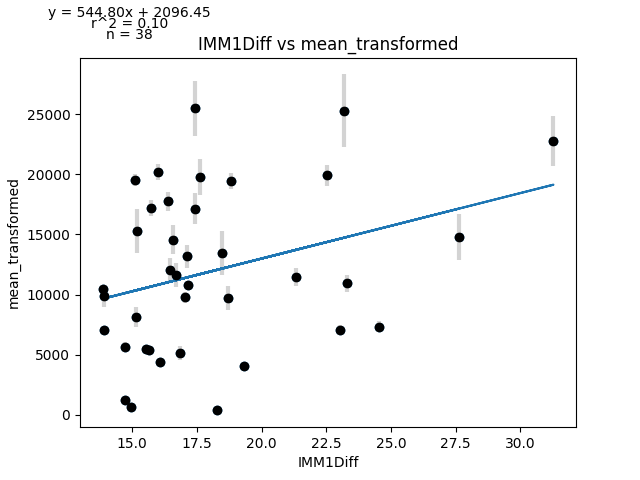 y = 544.80x + 2096.45
r^2 = 0.10
n = 38
IMM1Diff vs mean_transformed
25000
20000
15000
10000
5000
0
mean_transformed
15.0 17.5 20.0 22.5 25.0 27.5 30.0
IMM1Diff